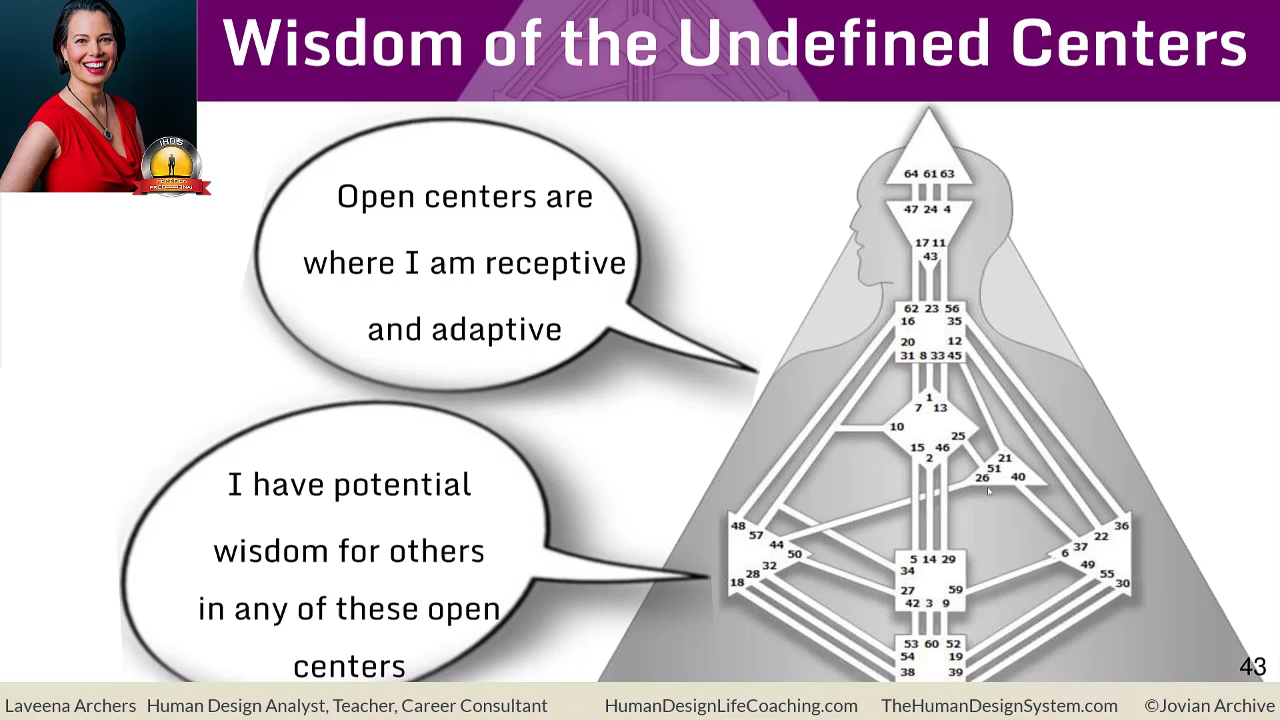 Wisdom of the Undefined Centers
IHDS
Open centers are
where I am receptive
and adaptive
I have potential
wisdom for others
in any of these open
centers
64 61 63
47 24 4
17 11
43
62 23 56
16 35
20 12
31 8 33 45
1
7 13
10 25
15 46
2
21
51
26 40
48 36
57 22
44 37
50 6
32 49
28 55
18 30
5 14 29
34
27 59
42 3 9
53 60 52
54 19
38 39
43
Laveena Archers Human Design Analyst, Teacher, Career Consultant HumanDesignLifeCoaching.com TheHumanDesignSystem.com ©Jovian Archive